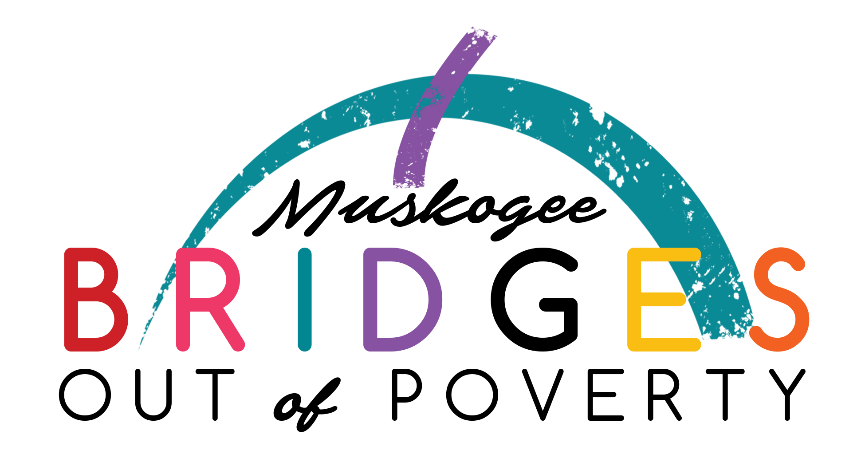 Muskogee
BRIDGES
OUT of POVERTY